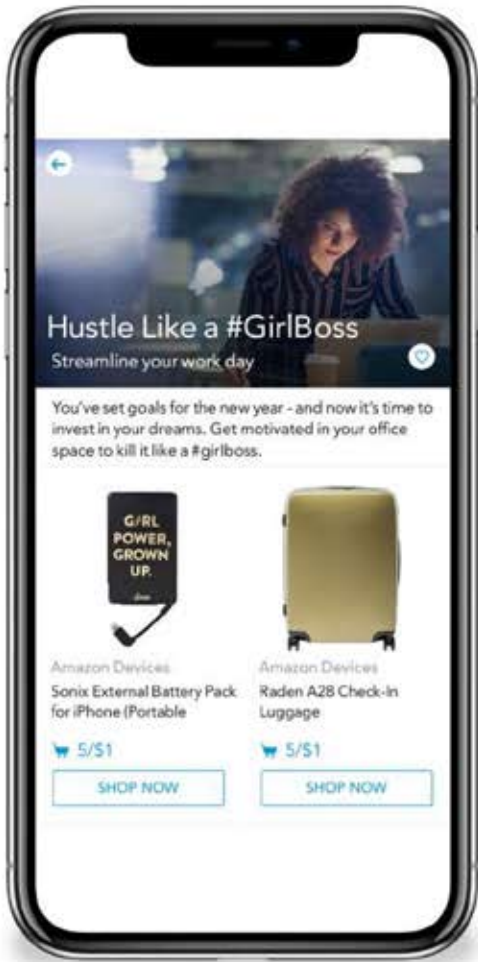 Hustle Like a #GirlBoss
Streamline your work day
You've set goals for the new year - and now it's time to
invest in your dreams. Get motivated in your office
space to kill it like a #girlboss.
G/RL
POWER,
GROWN
UP.
Amazon Devices
Sonix External Battery Pack
for iPhone (Portable
5/$1
SHOP NOW
Amazon Devices
Raden A28 Check-In
Luggage
5/$1
SHOP NOW